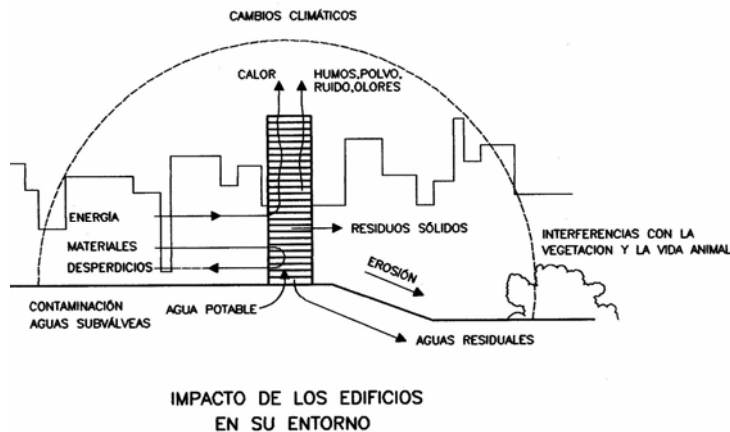 CAMBIOS CLIMÁTICOS
CALOR
HUMOS,POLVO,
RUIDO,OLORES
ENERGÍA
RESIDUOS SÓLIDOS
MATERIALES
DESPERDICIOS
INTERFERENCIAS CON LA
VEGETACION Y LA VIDA ANIMAL
EROSIÓN
CONTAMINACIÓN
AGUAS SUBVÁLVEAS
AGUA POTABLE
AGUAS RESIDUALES
IMPACTO DE LOS EDIFICIOS
EN SU ENTORNO